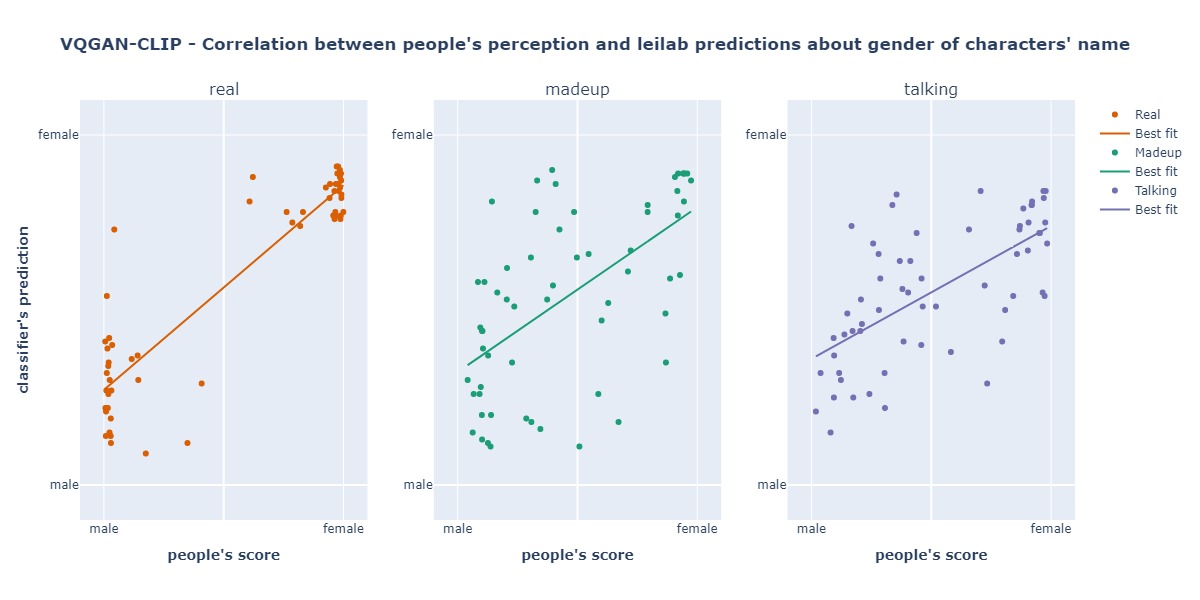 VQGAN-CLIP - Correlation between people's perception and leilab predictions about gender of characters' name
real
madeup
talking
female
male
classifier's prediction
male
female
people's score
female
male
male
female
people's score
female
male
male
female
people's score
Real
Best fit
Madeup
Best fit
Talking
Best fit